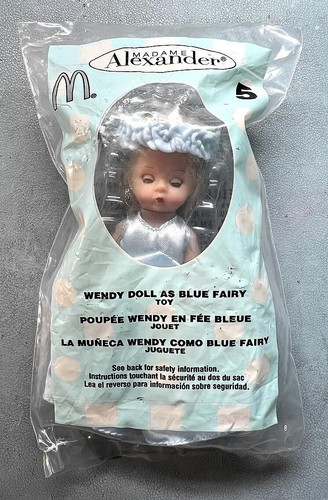 MADAME
Alexander®
M®
5
WENDY DOLL AS BLUE FAIRY
TOY
POUPÉE WENDY EN FÉE BLEUE
JOUET
LA MUÑECA WENDY COMO BLUE FAIRY
JUGUETE
See back for safety information.
Instructions touchant la sécurité au dos du sac
Lea el reverso para información sobre seguridad.
8